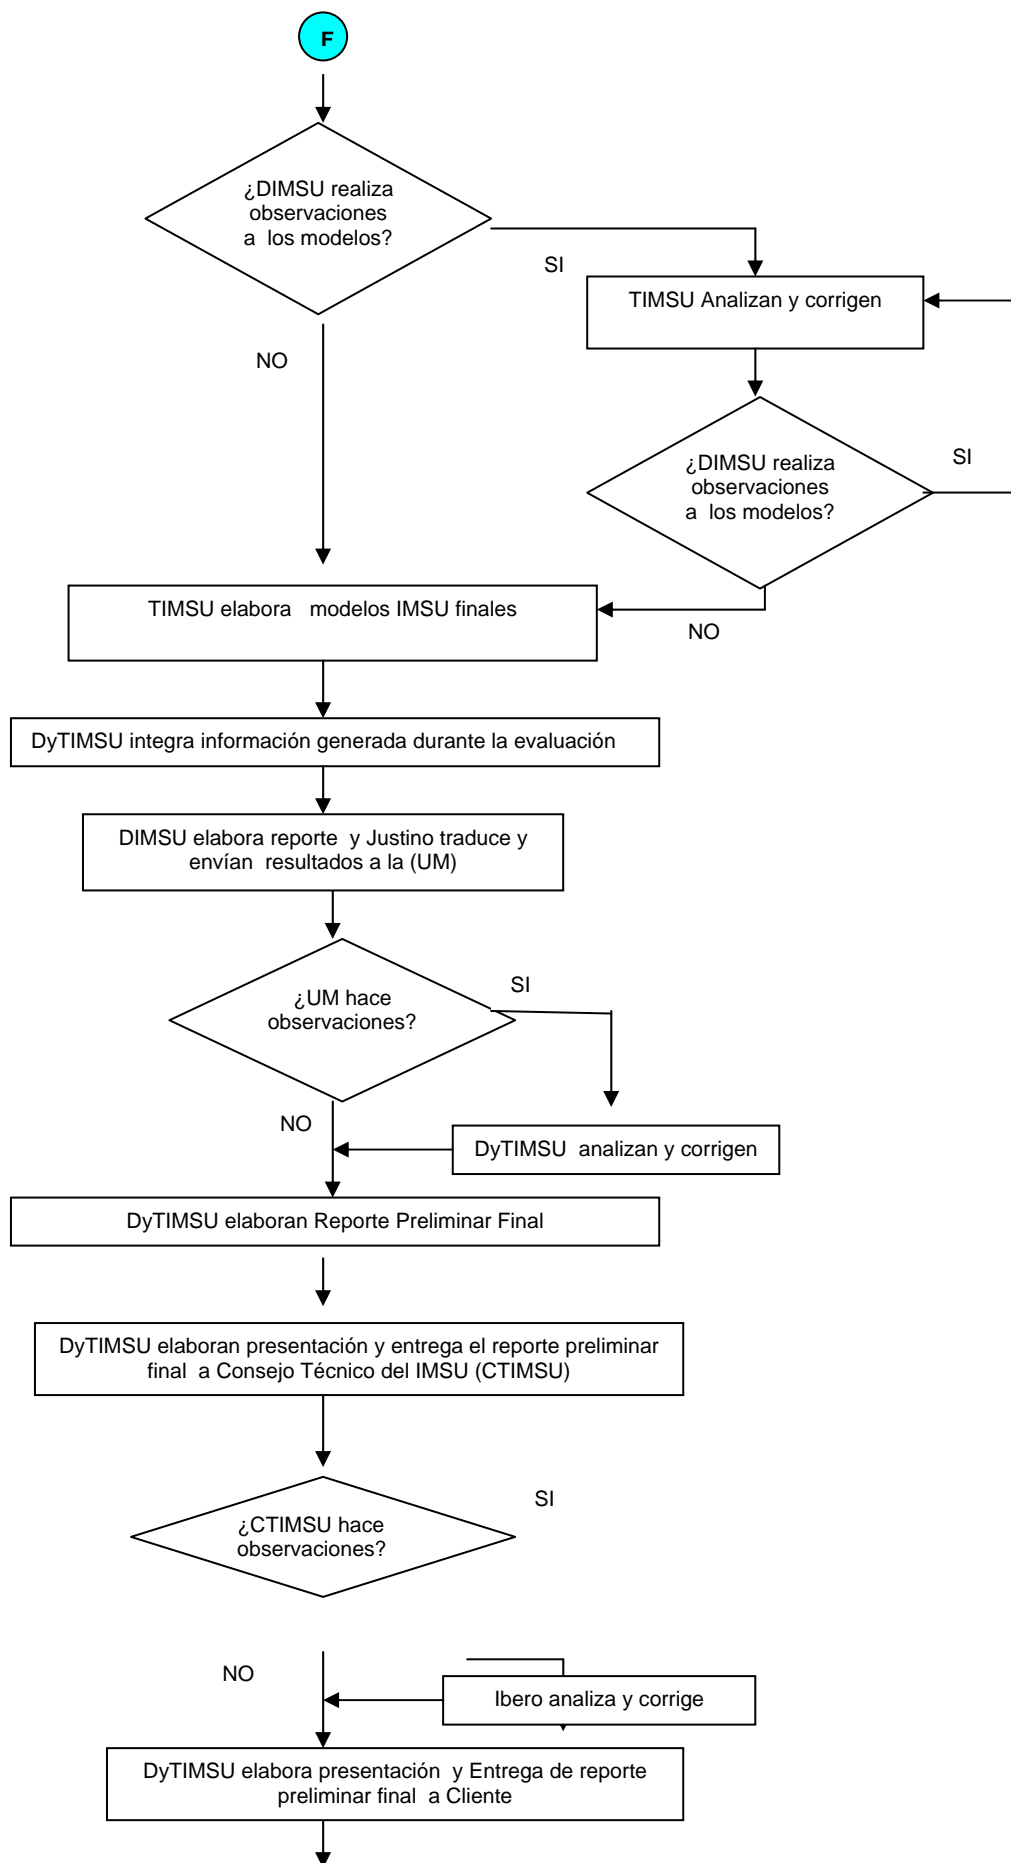 F
¿DIMSU realiza
observaciones
a los modelos?
SI
TIMSU Analizan y corrigen
NO
¿DIMSU realiza
observaciones
a los modelos?
SI
TIMSU elabora modelos IMSU finales
NO
DyTIMSU integra información generada durante la evaluación
DIMSU elabora reporte y Justino traduce y
envían resultados a la (UM)
¿UM hace
observaciones?
SI
NO
DyTIMSU analizan y corrigen
DyTIMSU elaboran Reporte Preliminar Final
DyTIMSU elaboran presentación y entrega el reporte preliminar
final a Consejo Técnico del IMSU (CTIMSU)
¿CTIMSU hace
observaciones?
SI
NO
Ibero analiza y corrige
DyTIMSU elabora presentación y Entrega de reporte
preliminar final a Cliente